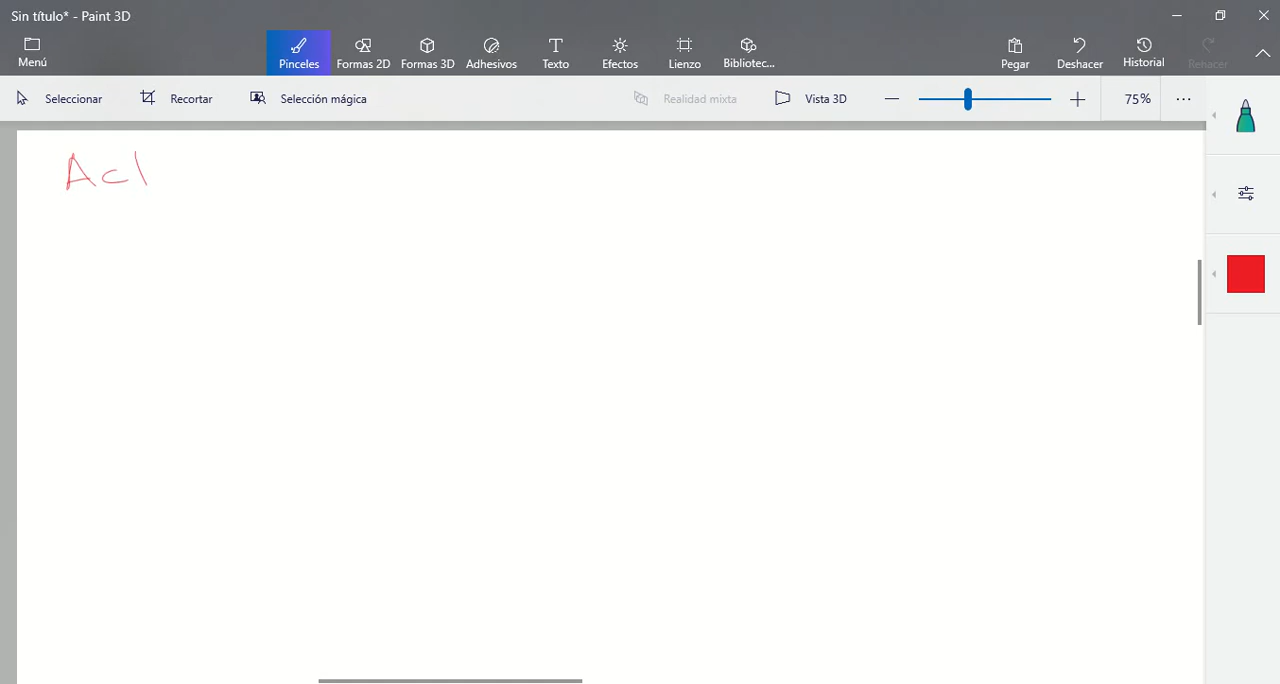 Sin título* - Paint 3D
Menú
Pinceles
Formas 2D
Formas 3D
Adhesivos
Texto
Efectos
Lienzo
Bibliotec...
Pegar
Deshacer
Historial
Rehacer
Seleccionar
Recortar
Selección mágica
Realidad mixta
Vista 3D
75%
Acl